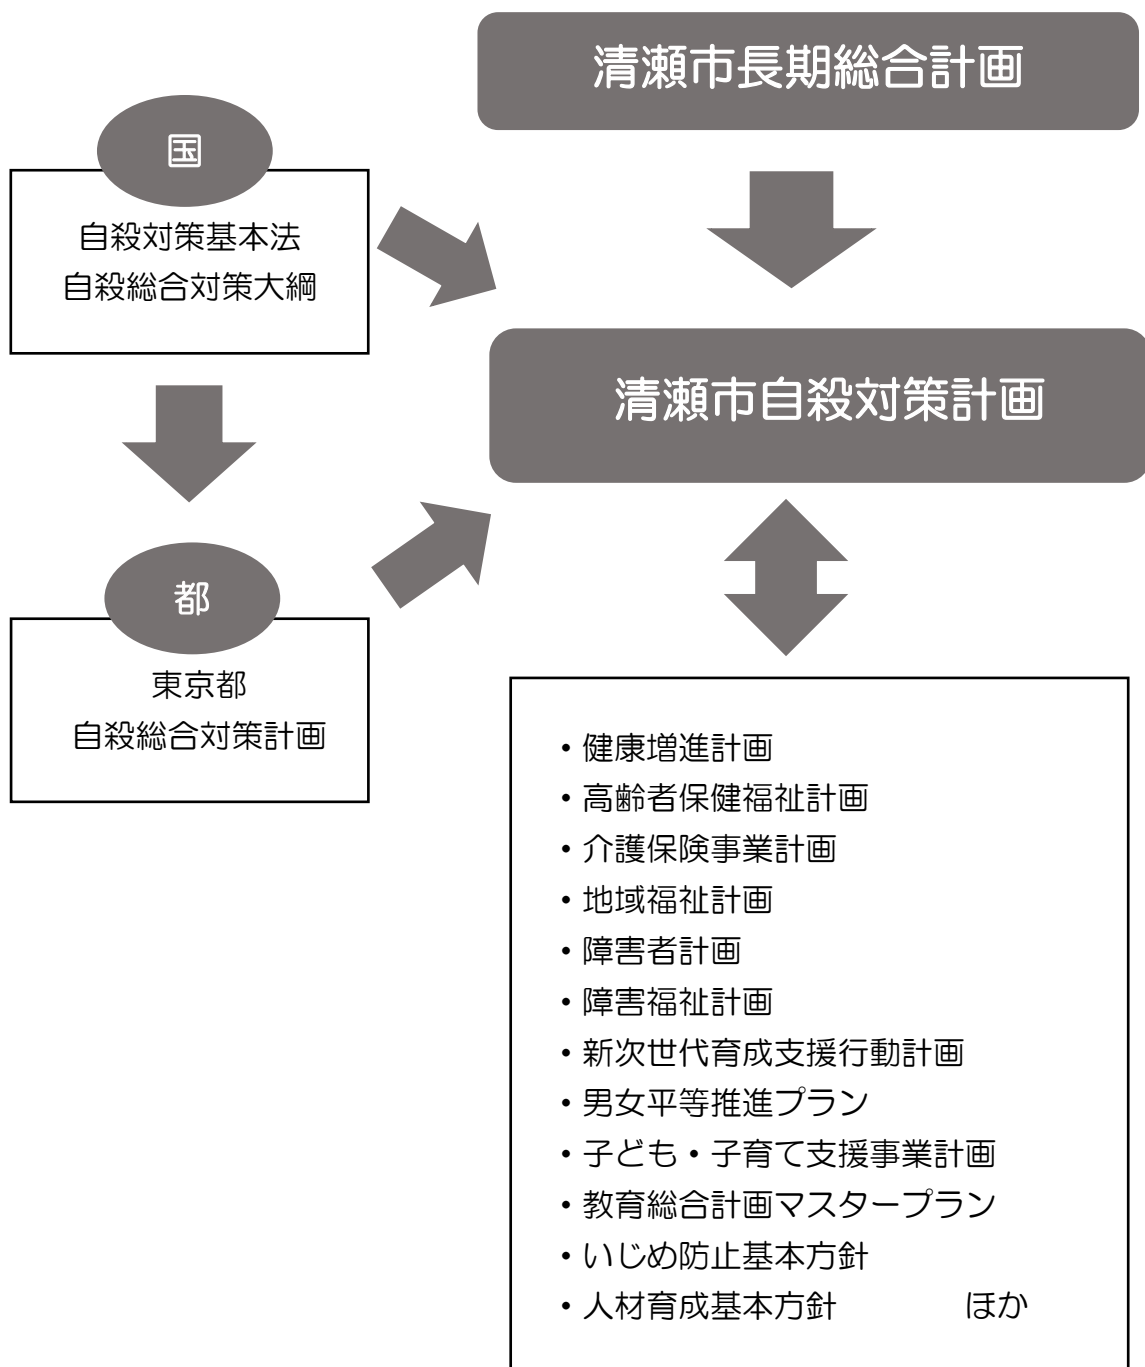 清瀬市長期総合計画
国
自殺対策基本法
自殺総合対策大綱
清瀬市自殺対策計画
都
東京都
自殺総合対策計画
・健康増進計画
・高齢者保健福祉計画
・介護保険事業計画
・地域福祉計画
・障害者計画
・障害福祉計画
・新次世代育成支援行動計画
・男女平等推進プラン
・子ども・子育て支援事業計画
・教育総合計画マスタープラン
・いじめ防止基本方針
・人材育成基本方針 ほか